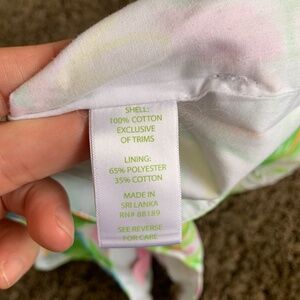 SHELL:
100% COTTON
EXCLUSIVE
OF TRIMS
LINING:
65% POLYESTER
35% COTTON
MADE IN
SRI LANKA
RN# 88189
SEE REVERSE
FOR CARE